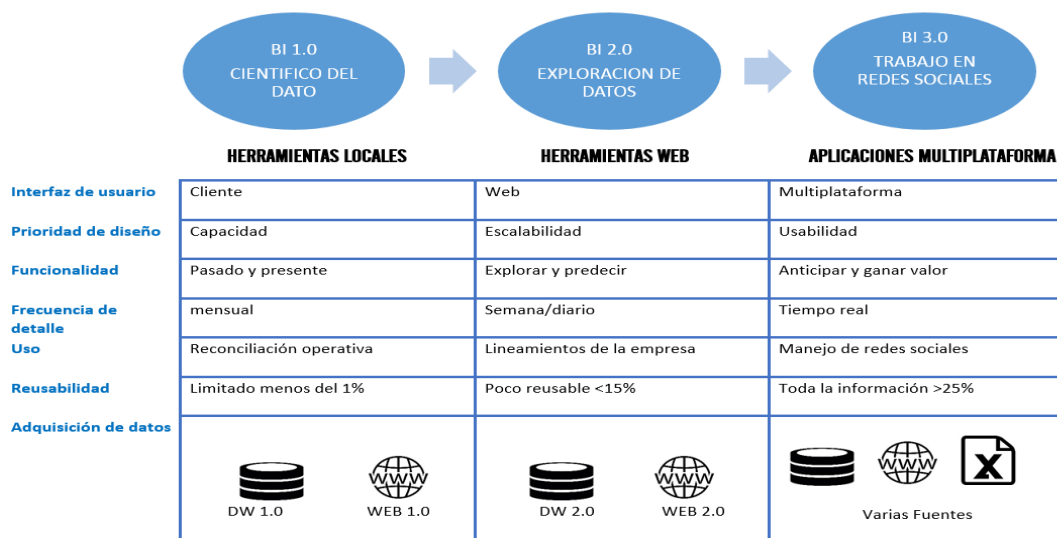 BI 1.0
CIENTIFICO DEL
DATO
BI 2.0
EXPLORACION DE
DATOS
BI 3.0
TRABAJO EN
REDES SOCIALES
HERRAMIENTAS LOCALES
HERRAMIENTAS WEB
APLICACIONES MULTIPLATAFORMA
Interfaz de usuario
Cliente
Web
Multiplataforma
Prioridad de diseño
Capacidad
Escalabilidad
Usabilidad
Funcionalidad
Pasado y presente
Explorar y predecir
Anticipar y ganar valor
Frecuencia de
detalle
mensual
Semana/diario
Tiempo real
Uso
Reconciliación operativa
Lineamientos de la empresa
Manejo de redes sociales
Reusabilidad
Limitado menos del 1%
Poco reusable <15%
Toda la información >25%
Adquisición de datos
WWW
DW 1.0
WEB 1.0
WWW
DW 2.0
WEB 2.0
WWW
X
Varias Fuentes